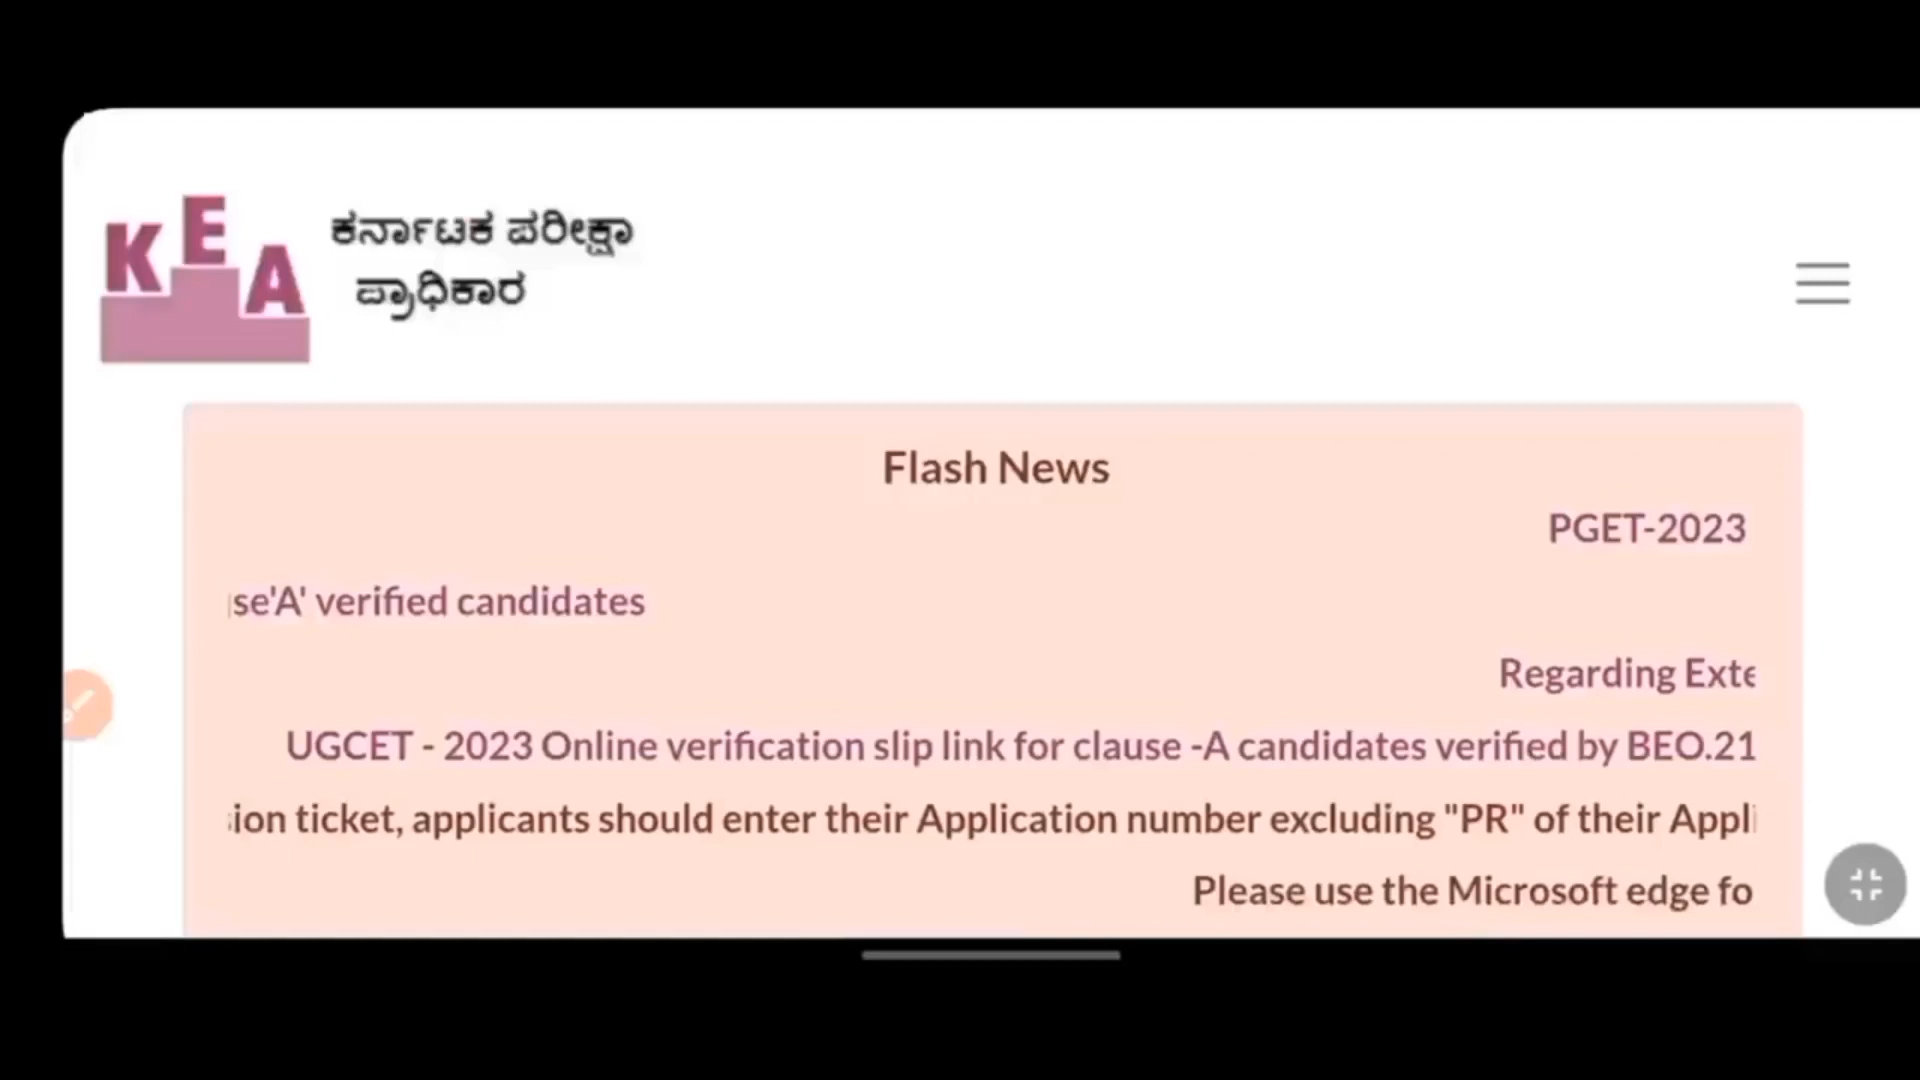 KEA
ಕರ್ನಾಟಕ ಪರೀಕ್ಷಾ
ಪ್ರಾಧಿಕಾರ
Flash News
PGET-2023
se'A' verified candidates
Regarding Exte
UGCET - 2023 Online verification slip link for clause -A candidates verified by BEO.21
ion ticket, applicants should enter their Application number excluding "PR" of their Appli
Please use the Microsoft edge fo